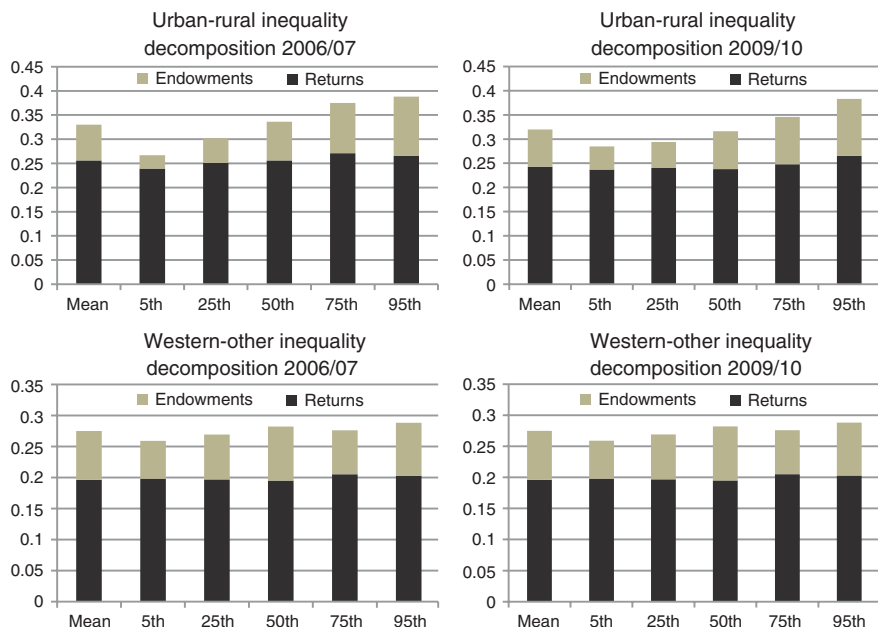 Urban-rural inequality
decomposition 2006/07
0.45
0.4
0.35
0.3
0.25
0.2
0.15
0.1
0.05
0
Endowments Returns
Mean 5th 25th 50th 75th 95th
Urban-rural inequality
decomposition 2009/10
0.45
0.4
0.35
0.3
0.25
0.2
0.15
0.1
0.05
0
Endowments Returns
Mean 5th 25th 50th 75th 95th
Western-other inequality
decomposition 2006/07
0.35
0.3
0.25
0.2
0.15
0.1
0.05
0
Endowments Returns
Mean 5th 25th 50th 75th 95th
Western-other inequality
decomposition 2009/10
0.35
0.3
0.25
0.2
0.15
0.1
0.05
0
Endowments Returns
Mean 5th 25th 50th 75th 95th